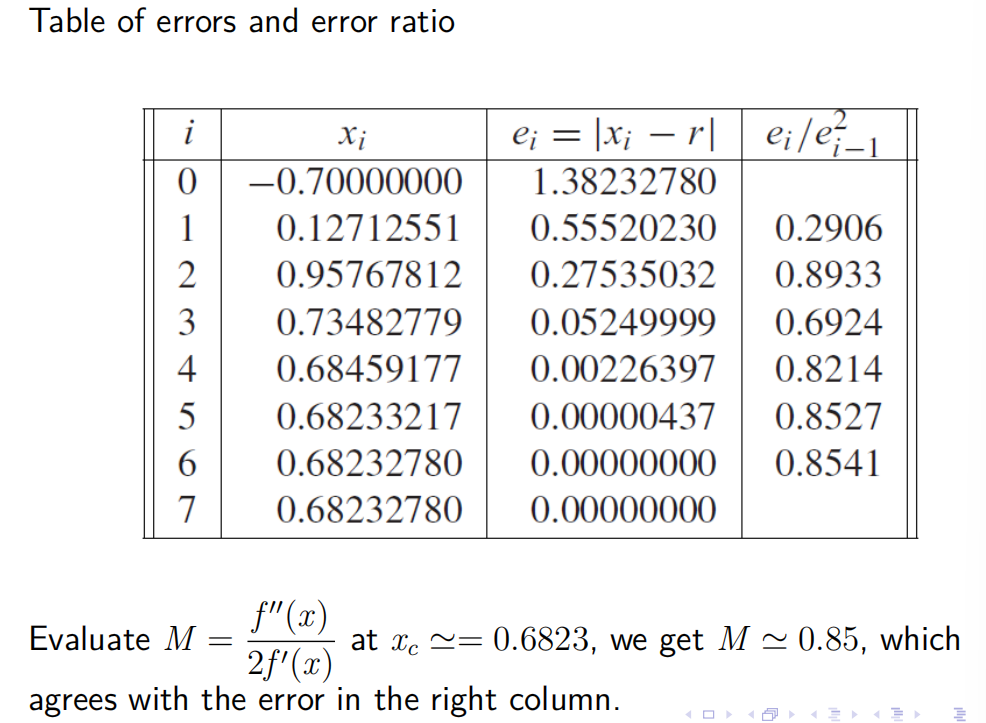 Table of errors and error ratio
i x_i e_i = |x_i − r| e_i/e_{i−1}^2
0 −0.70000000 1.38232780
1 0.12712551 0.55520230 0.2906
2 0.95767812 0.27535032 0.8933
3 0.73482779 0.05249999 0.6924
4 0.68459177 0.00226397 0.8214
5 0.68233217 0.00000437 0.8527
6 0.68232780 0.00000000 0.8541
7 0.68232780 0.00000000
Evaluate M = f''(x) / 2f'(x) at x_c ≃= 0.6823, we get M ≃ 0.85, which
agrees with the error in the right column.